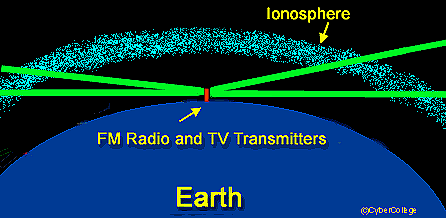 Ionosphere
FM Radio and TV Transmitters
Earth
(c)CyberCollege